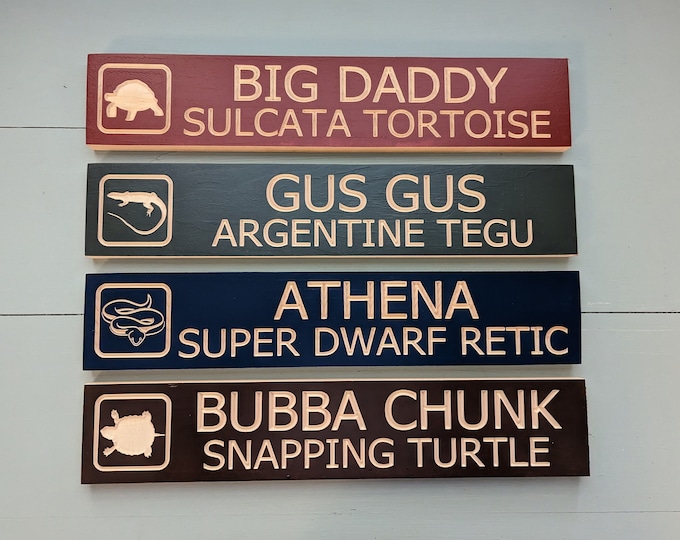 BIG DADDY
SULCATA TORTOISE
GUS GUS
ARGENTINE TEGU
ATHENA
SUPER DWARF RETIC
BUBBA CHUNK
SNAPPING TURTLE